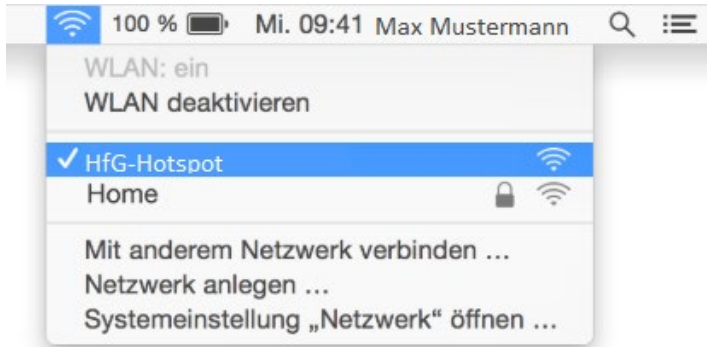 100 % Mi. 09:41 Max Mustermann
WLAN: ein
WLAN deaktivieren
HfG-Hotspot
Home
Mit anderem Netzwerk verbinden …
Netzwerk anlegen …
Systemeinstellung „Netzwerk“ öffnen …